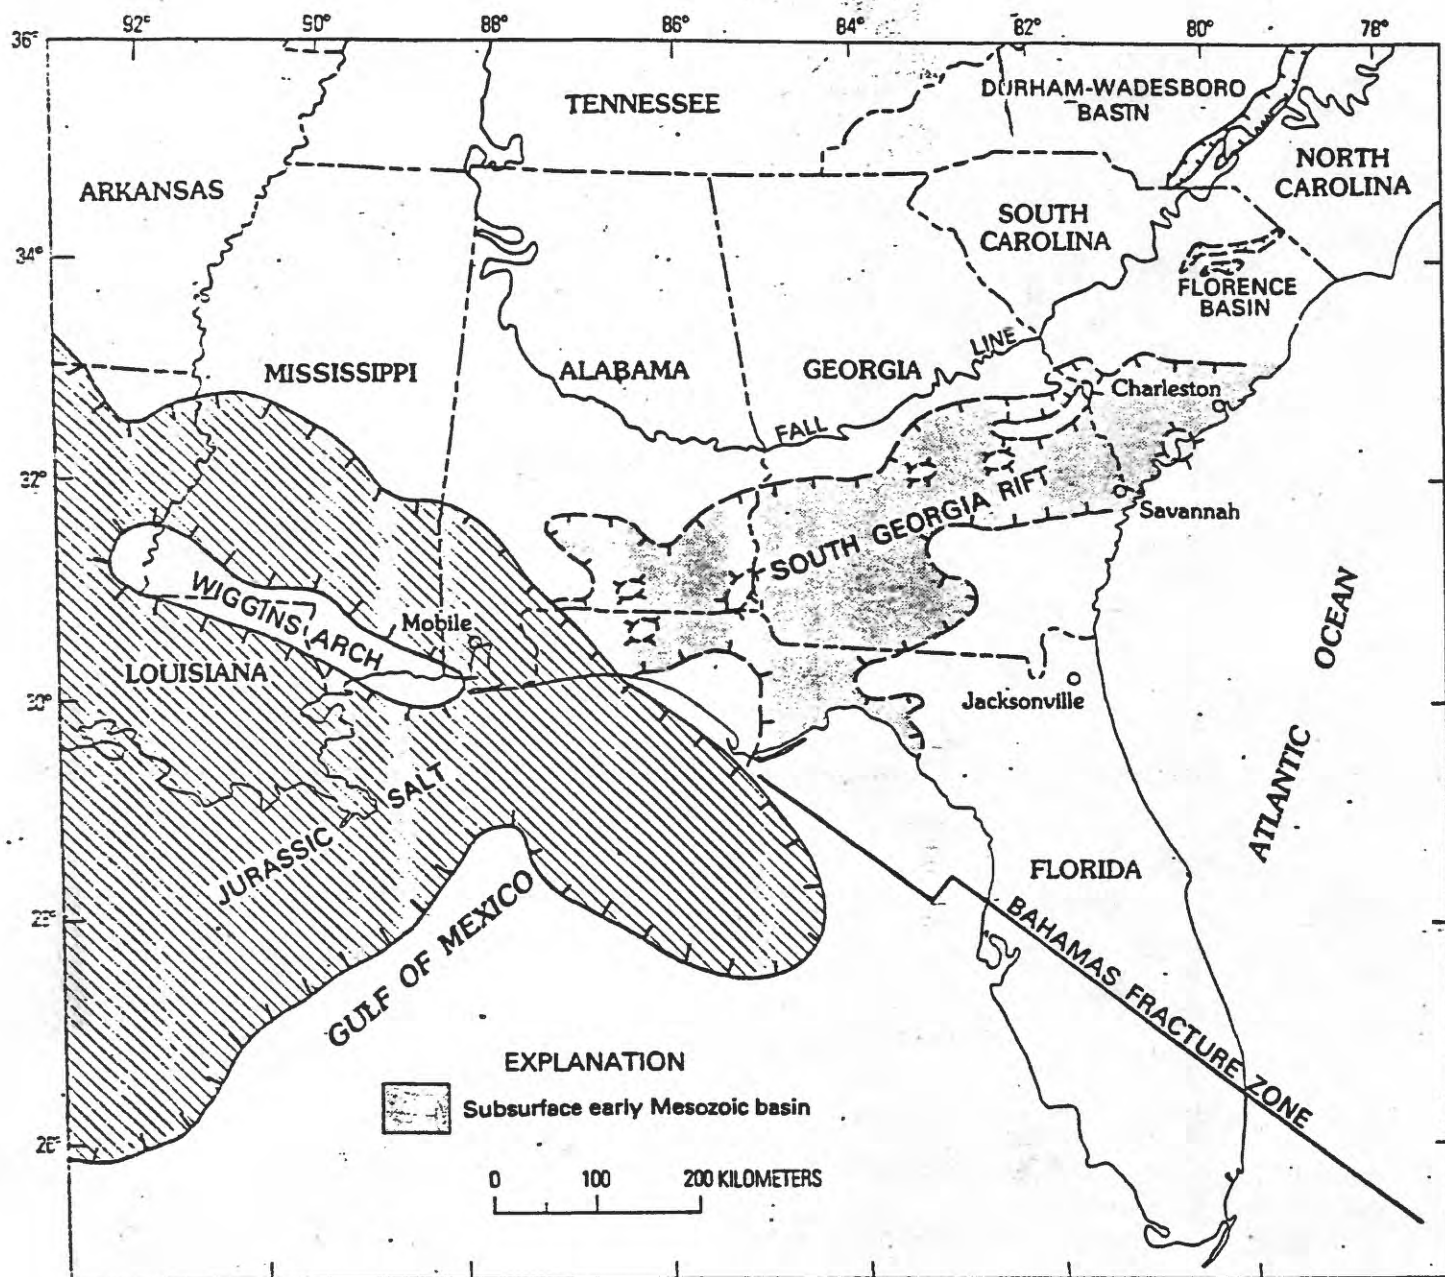 92° 90° 88° 86° 84° 82° 80° 78°
36°
TENNESSEE
DURHAM-WADESBORO
BASIN
NORTH
CAROLINA
ARKANSAS
SOUTH
CAROLINA
34°
FLORENCE
BASIN
LINE
MISSISSIPPI
ALABAMA
GEORGIA
Charleston
FALL
32°
SOUTH GEORGIA RIFT
Savannah
WIGGINS ARCH
Mobile
LOUISIANA
ATLANTIC OCEAN
Jacksonville
JURASSIC SALT
FLORIDA
GULF OF MEXICO
BAHAMAS FRACTURE ZONE
EXPLANATION
Subsurface early Mesozoic basin
26°
0 100 200 KILOMETERS